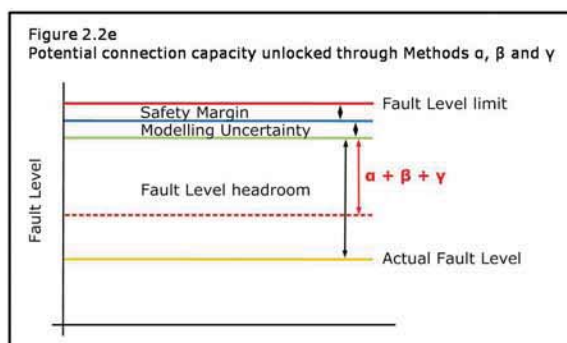 Figure 2.2e
Potential connection capacity unlocked through Methods α, β and γ
Fault Level limit
Safety Margin
Modelling Uncertainty
α + β + γ
Fault Level headroom
Fault Level
Actual Fault Level